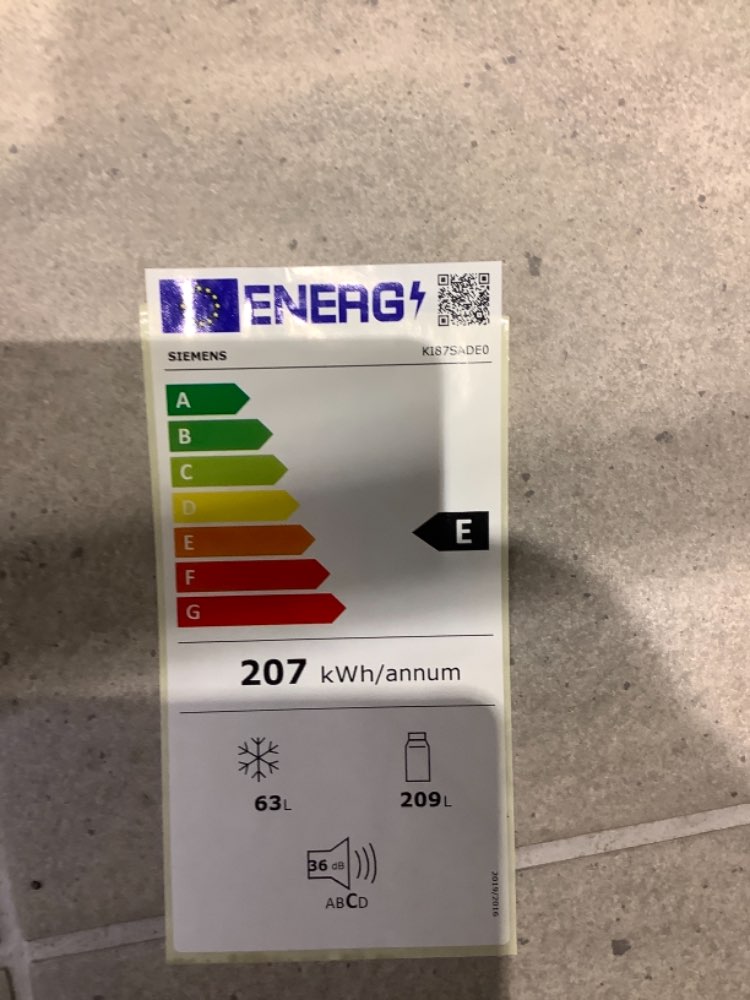 ENERG
SIEMENS KI87SADE0
A
B
C
D
E
E
F
G
207 kWh/annum
63L 209L
36 dB
ABCD
2019/2016